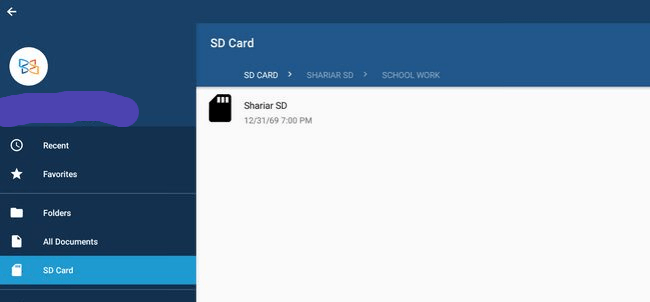 SD Card
SD CARD > SHARIAR SD > SCHOOL WORK
Shariar SD
12/31/69 7:00 PM
Recent
Favorites
Folders
All Documents
SD Card